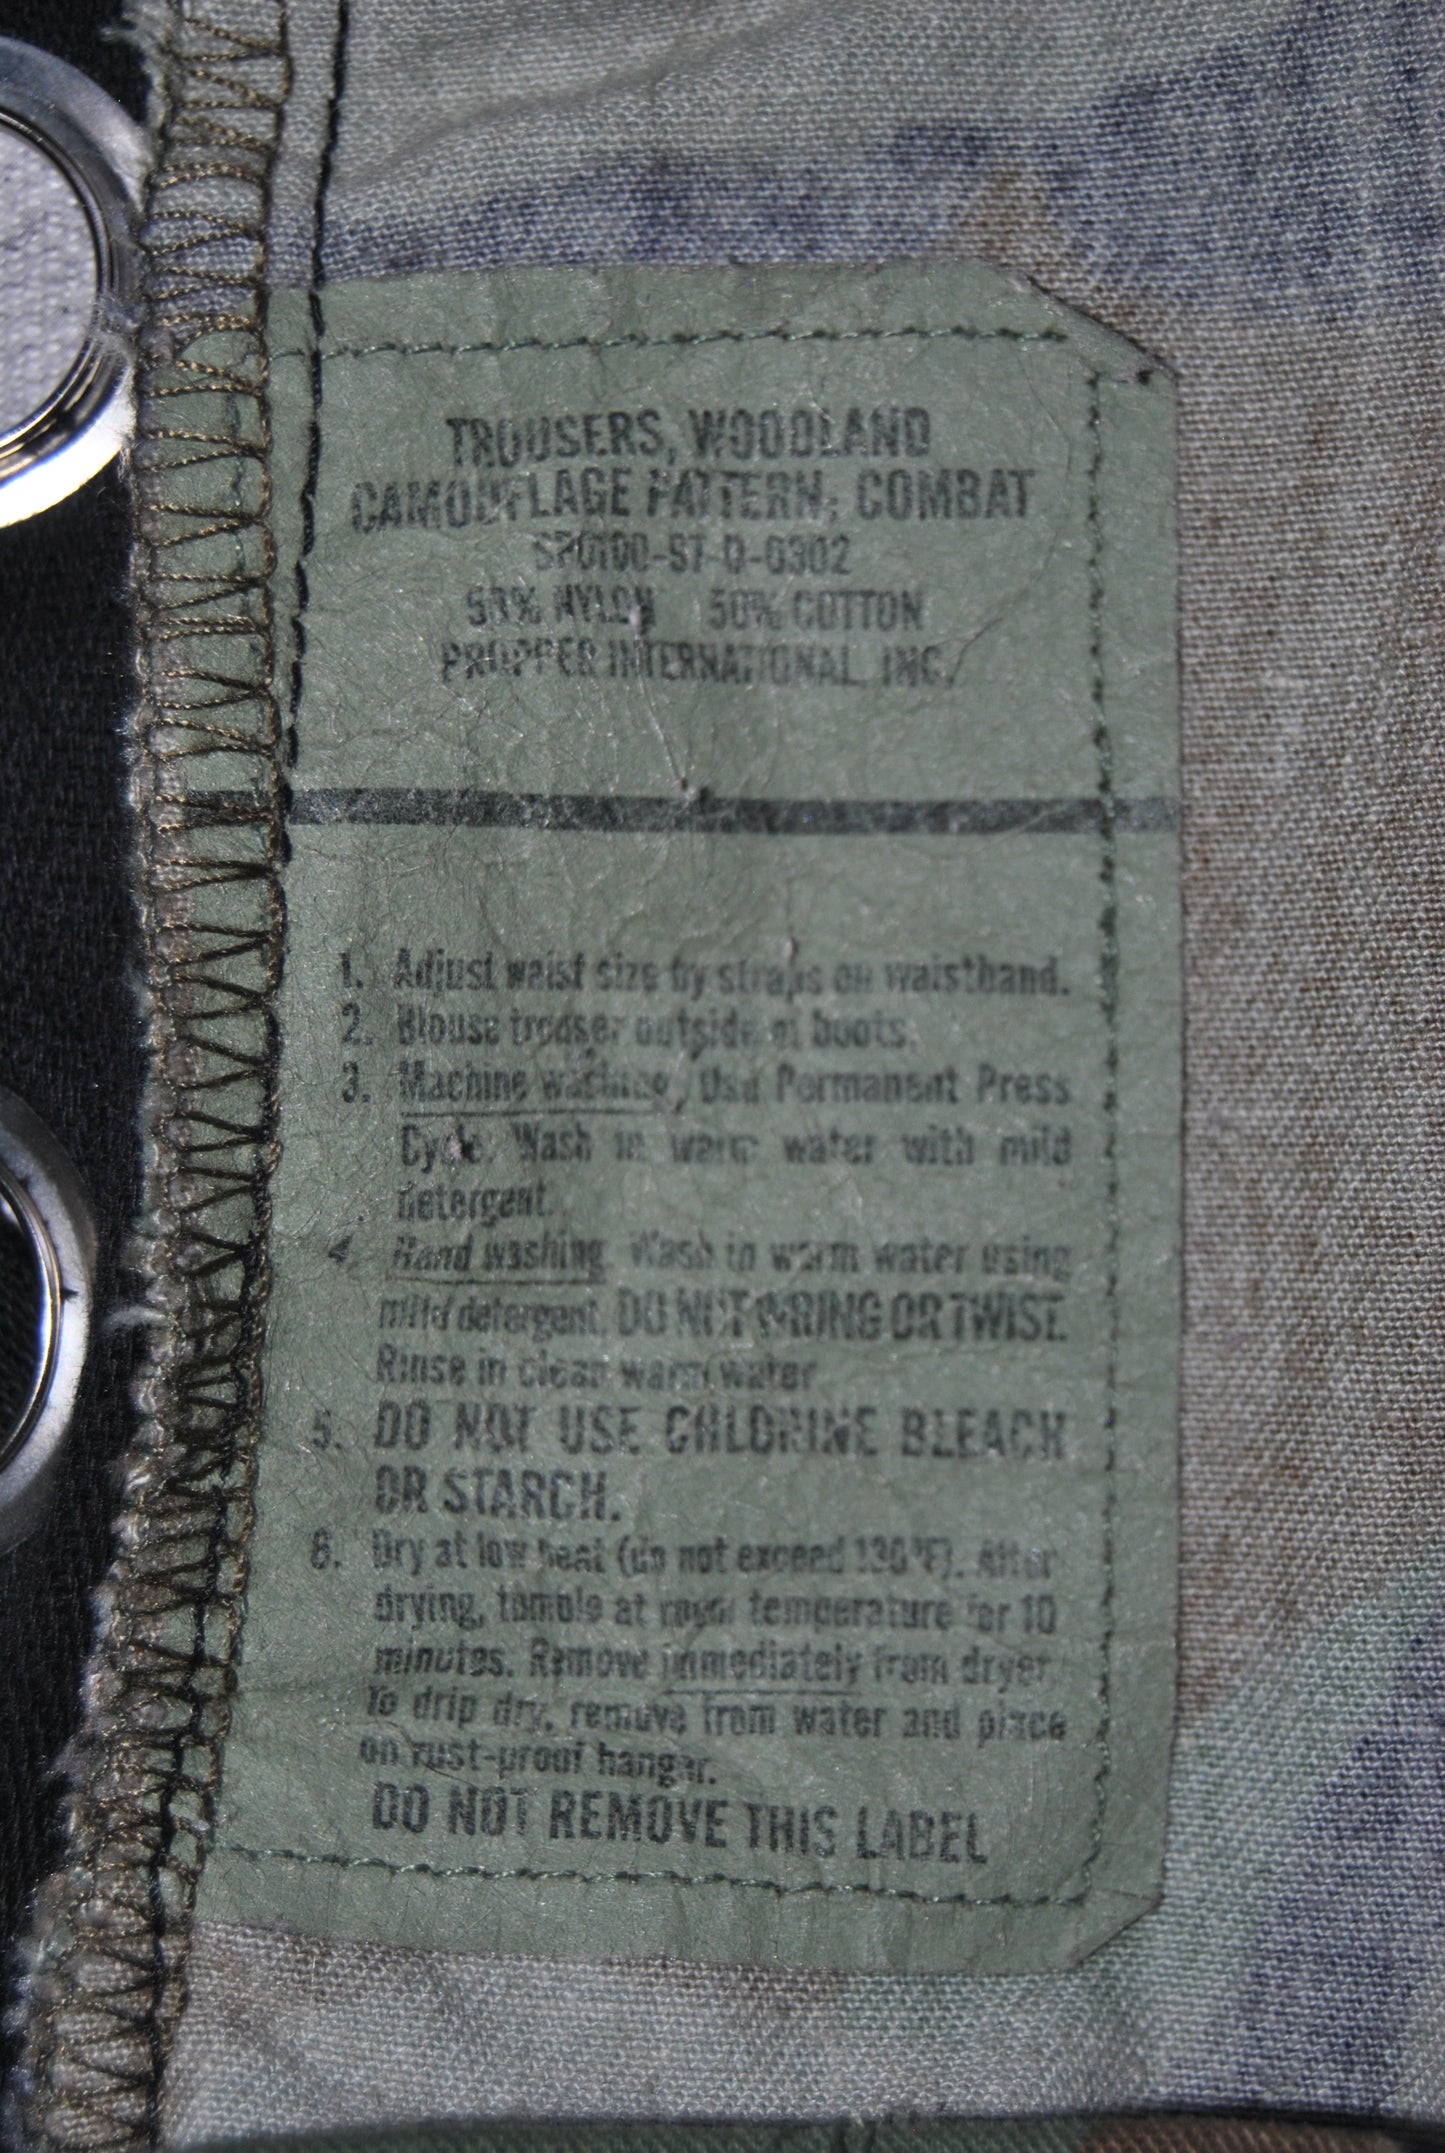 TROUSERS, WOODLAND
CAMOUFLAGE PATTERN, COMBAT
SPO100-97-D-0302
50% NYLON 50% COTTON
PROPPER INTERNATIONAL, INC.
1. Adjust waist size by straps on waistband.
2. Blouse trouser outside of boots.
3. Machine washing, Use Permanent Press
Cycle. Wash in warm water with mild
detergent.
4. Hand washing. Wash in warm water using
mild detergent. DO NOT WRING OR TWIST.
Rinse in clean warm water
5. DO NOT USE CHLORINE BLEACH
OR STARCH.
6. Dry at low heat (do not exceed 130°F). After
drying, tumble at room temperature for 10
minutes. Remove immediately from dryer.
To drip dry, remove from water and place
on rust-proof hanger.
DO NOT REMOVE THIS LABEL